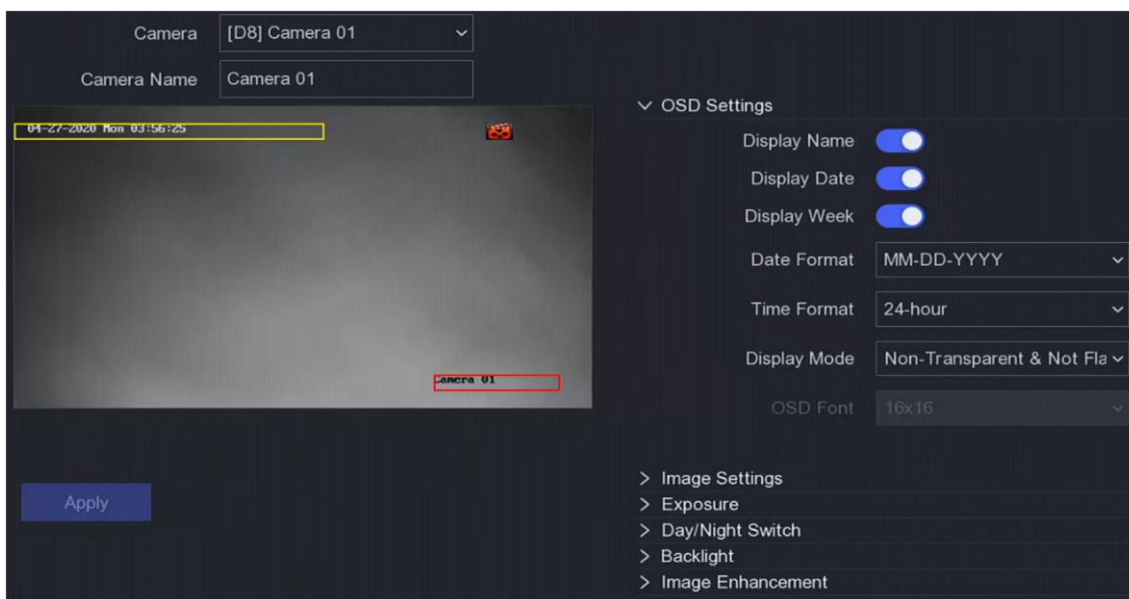 Camera [D8] Camera 01
Camera Name Camera 01
04-27-2020 Mon 03:56:25
Camera 01
Apply
OSD Settings
Display Name
Display Date
Display Week
Date Format MM-DD-YYYY
Time Format 24-hour
Display Mode Non-Transparent & Not Fla
OSD Font 16x16
Image Settings
Exposure
Day/Night Switch
Backlight
Image Enhancement